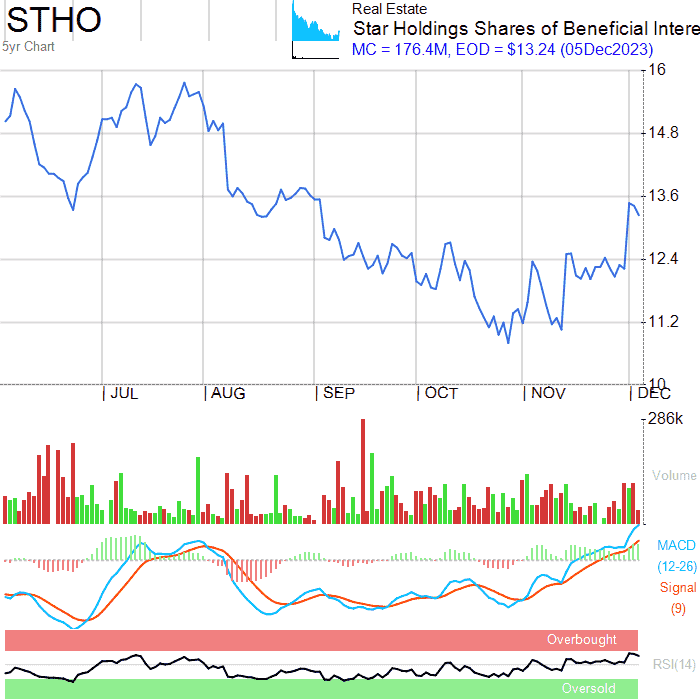 STHO
5yr Chart
Real Estate
Star Holdings Shares of Beneficial Intere
MC = 176.4M, EOD = $13.24 (05Dec2023)
16
14.8
13.6
12.4
11.2
10
JUL AUG SEP OCT NOV DEC
286k
Volume
MACD
(12-26)
Signal
(9)
Overbought
RSI(14)
Oversold